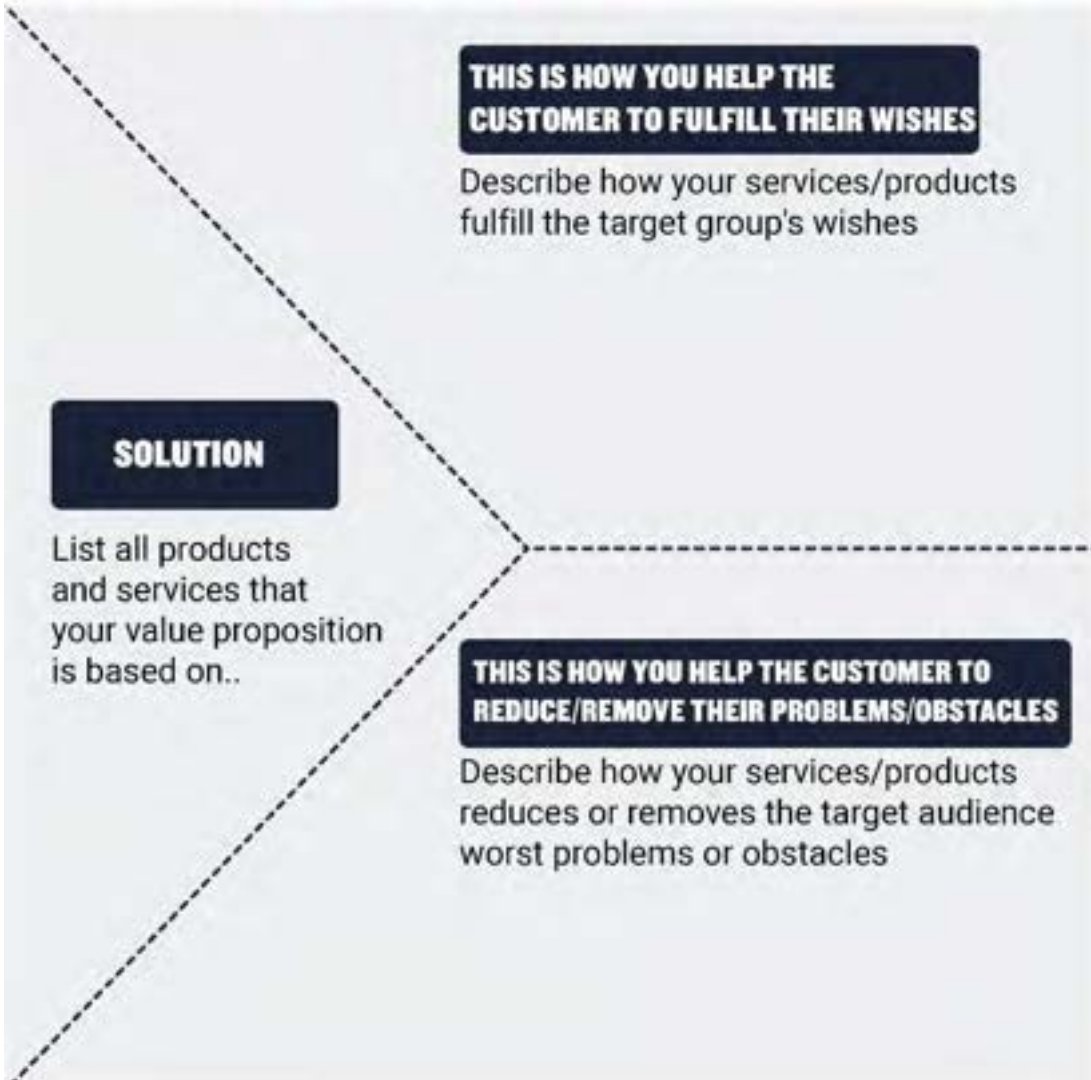 THIS IS HOW YOU HELP THE
CUSTOMER TO FULFILL THEIR WISHES
Describe how your services/products
fulfill the target group's wishes
SOLUTION
List all products
and services that
your value proposition
is based on..
THIS IS HOW YOU HELP THE CUSTOMER TO
REDUCE/REMOVE THEIR PROBLEMS/OBSTACLES
Describe how your services/products
reduces or removes the target audience
worst problems or obstacles